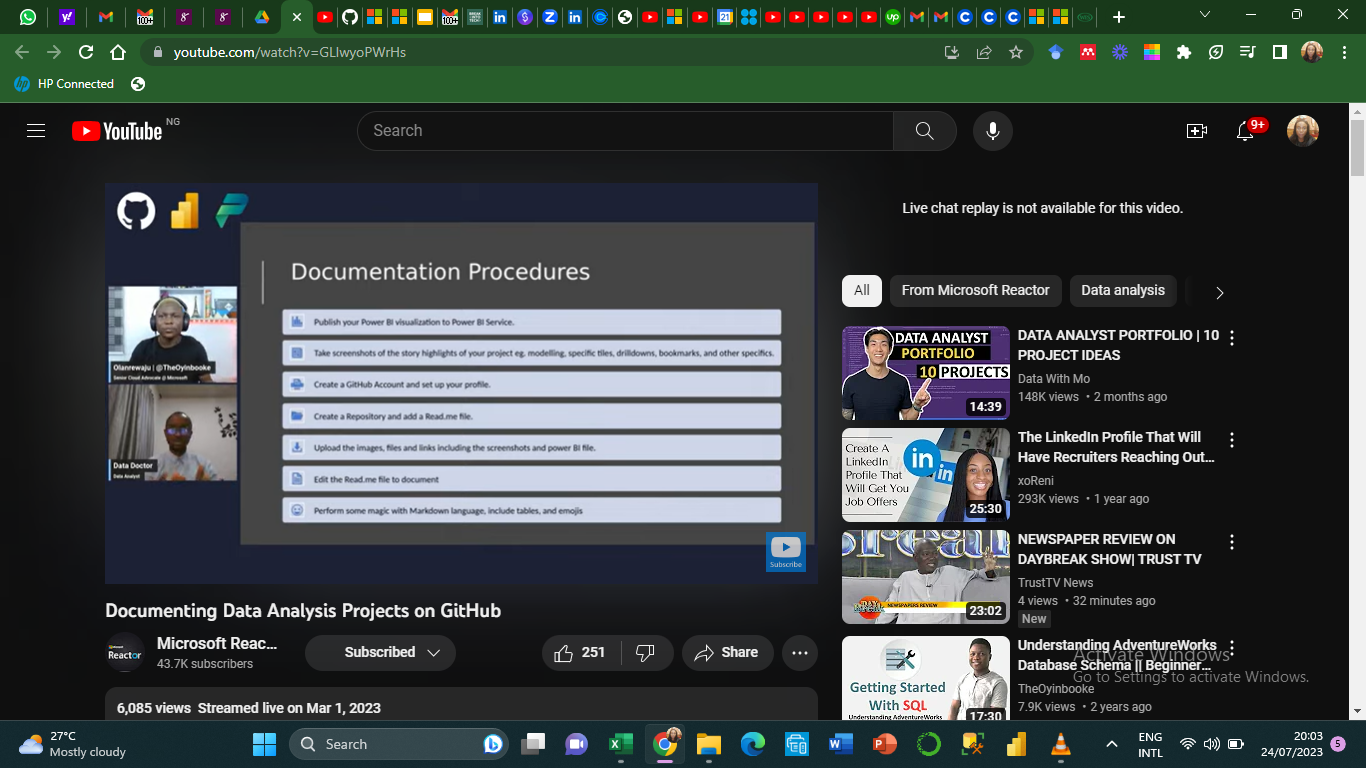 youtube.com/watch?v=GLlwyoPWrHs
HP Connected
YouTube NG
Search
9+
Live chat replay is not available for this video.
Documentation Procedures
Publish your Power BI visualization to Power BI Service.
Take screenshots of the story highlights of your project eg. modelling, specific tiles, drilldowns, bookmarks, and other specifics.
Create a GitHub Account and set up your profile.
Create a Repository and add a Read.me file.
Upload the images, files and links including the screenshots and power BI file.
Edit the Read.me file to document
Perform some magic with Markdown language, include tables, and emojis
Olanrewaju | @TheOyinbooke
Senior Cloud Advocate @ Microsoft
Data Doctor
Data Analyst
Subscribe
Documenting Data Analysis Projects on GitHub
Reactor
Microsoft Reac...
43.7K subscribers
Subscribed
251
Share
6,085 views Streamed live on Mar 1, 2023
All
From Microsoft Reactor
Data analysis
DATA ANALYST
PORTFOLIO
10 PROJECTS
14:39
DATA ANALYST PORTFOLIO | 10
PROJECT IDEAS
Data With Mo
148K views • 2 months ago
Create A
LinkedIn
Profile That
Will Get You
Job Offers
in
in
25:30
The LinkedIn Profile That Will
Have Recruiters Reaching Out...
xoReni
293K views • 1 year ago
NEWSPAPERS REVIEW
23:02
NEWSPAPER REVIEW ON
DAYBREAK SHOW| TRUST TV
TrustTV News
4 views • 32 minutes ago
New
Getting Started
With SQL
Understanding AdventureWorks
17:30
Understanding AdventureWorks
Database Schema || Beginner...
TheOyinbooke
7.9K views • 2 years ago
Activate Windows
Go to Settings to activate Windows.
27°C
Mostly cloudy
Search
ENG
INTL
20:03
24/07/2023
5